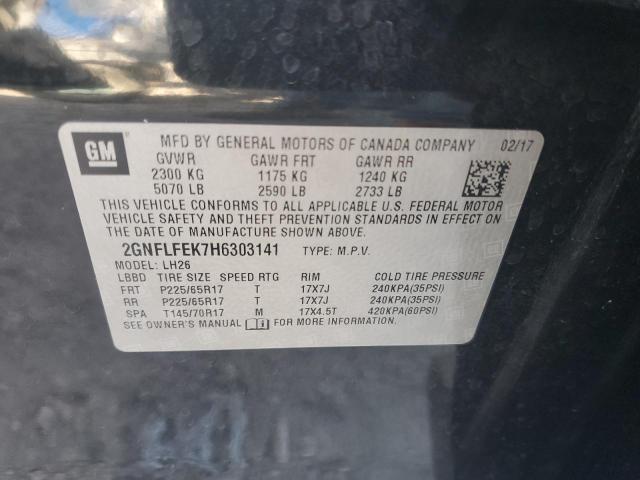 GM
MFD BY GENERAL MOTORS OF CANADA COMPANY 02/17
GVWR GAWR FRT GAWR RR
2300 KG 1175 KG 1240 KG
5070 LB 2590 LB 2733 LB
THIS VEHICLE CONFORMS TO ALL APPLICABLE U.S. FEDERAL MOTOR
VEHICLE SAFETY AND THEFT PREVENTION STANDARDS IN EFFECT ON
THE DATE OF MANUFACTURE SHOWN ABOVE.
2GNFLFEK7H6303141 TYPE: M.P.V.
MODEL: LH26
LBBD TIRE SIZE SPEED RTG RIM COLD TIRE PRESSURE
FRT P225/65R17 T 17X7J 240KPA(35PSI)
RR P225/65R17 T 17X7J 240KPA(35PSI)
SPA T145/70R17 M 17X4.5T 420KPA(60PSI)
SEE OWNER'S MANUAL FOR MORE INFORMATION.